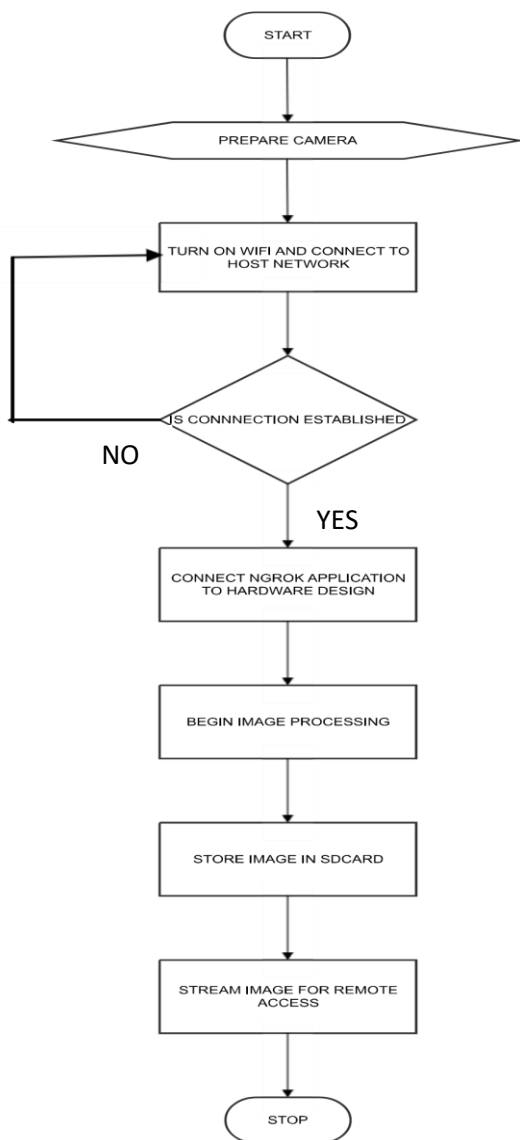 START
PREPARE CAMERA
TURN ON WIFI AND CONNECT TO
HOST NETWORK
IS CONNNECTION ESTABLISHED
NO
YES
CONNECT NGROK APPLICATION
TO HARDWARE DESIGN
BEGIN IMAGE PROCESSING
STORE IMAGE IN SDCARD
STREAM IMAGE FOR REMOTE
ACCESS
STOP